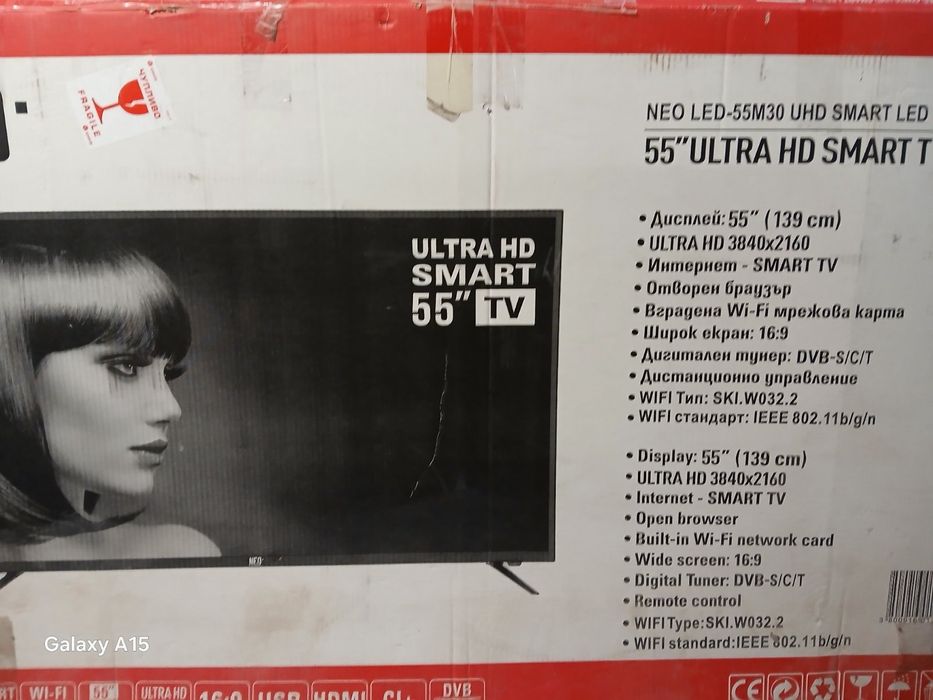 ЧУПЛИВО
FRAGILE
NEO LED-55M30 UHD SMART LED
55"ULTRA HD SMART T
ULTRA HD
SMART
55" TV
• Дисплей: 55" (139 cm)
• ULTRA HD 3840x2160
• Интернет - SMART TV
• Отворен браузър
• Вградена Wi-Fi мрежова карта
• Широк екран: 16:9
• Дигитален тунер: DVB-S/C/T
• Дистанционно управление
• WIFI Тип: SKI.W032.2
• WIFI стандарт: IEEE 802.11b/g/n
• Display: 55" (139 cm)
• ULTRA HD 3840x2160
• Internet - SMART TV
• Open browser
• Built-in Wi-Fi network card
• Wide screen: 16:9
• Digital Tuner: DVB-S/C/T
• Remote control
• WIFI Type:SKI.W032.2
• WIFI standard:IEEE 802.11b/g/n
NEO
Galaxy A15
RT WI-FI 55" ULTRA HD 16:9 USB HDMI CI+ DVB
CE